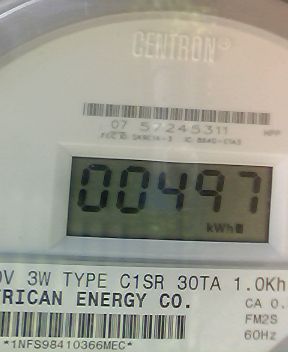 CENTRON®
07 57245311
00497
kWh
0V 3W TYPE C1SR 30TA 1.0Kh
RICAN ENERGY CO.
CA 0.
FM2S
60Hz
*1NFS98410366MEC*